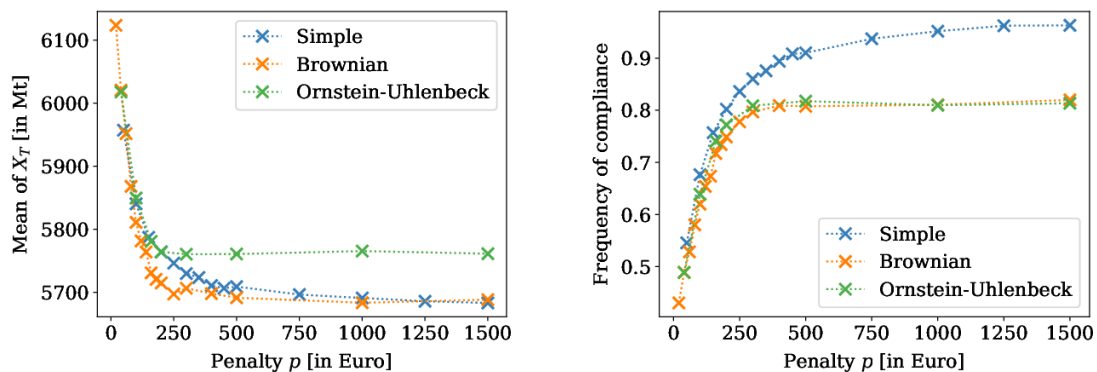 6100
6000
5900
5800
5700
Mean of X_T [in Mt]
Simple
Brownian
Ornstein-Uhlenbeck
0 250 500 750 1000 1250 1500
Penalty p [in Euro]
0.9
0.8
0.7
0.6
0.5
Frequency of compliance
Simple
Brownian
Ornstein-Uhlenbeck
0 250 500 750 1000 1250 1500
Penalty p [in Euro]